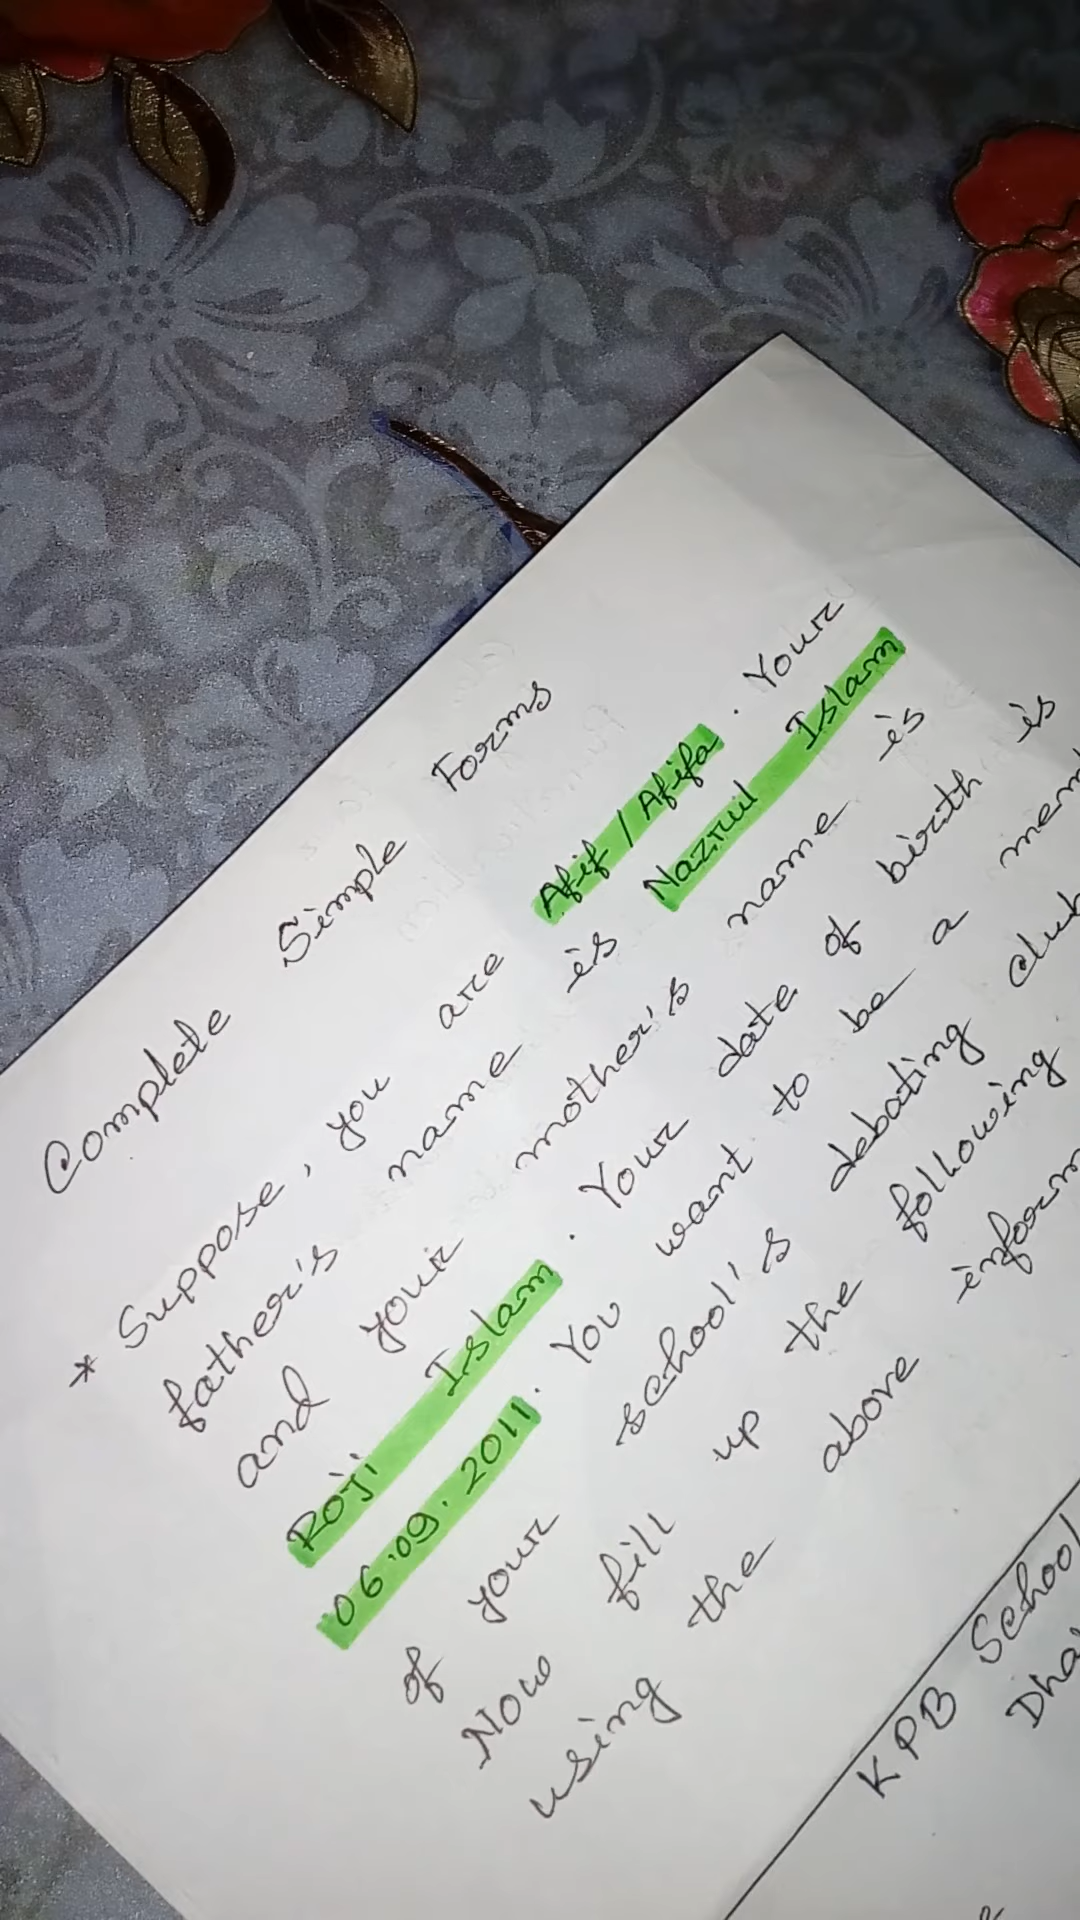 Complete Simple Forms
* Suppose, you are Afif / Afifa. Your
father's name is Nazrul Islam
and your mother's name is
Roji Islam. Your date of birth is
06.09.2011. You want to be a
of your school's debating club
Now fill up the following
using the above
KPB School